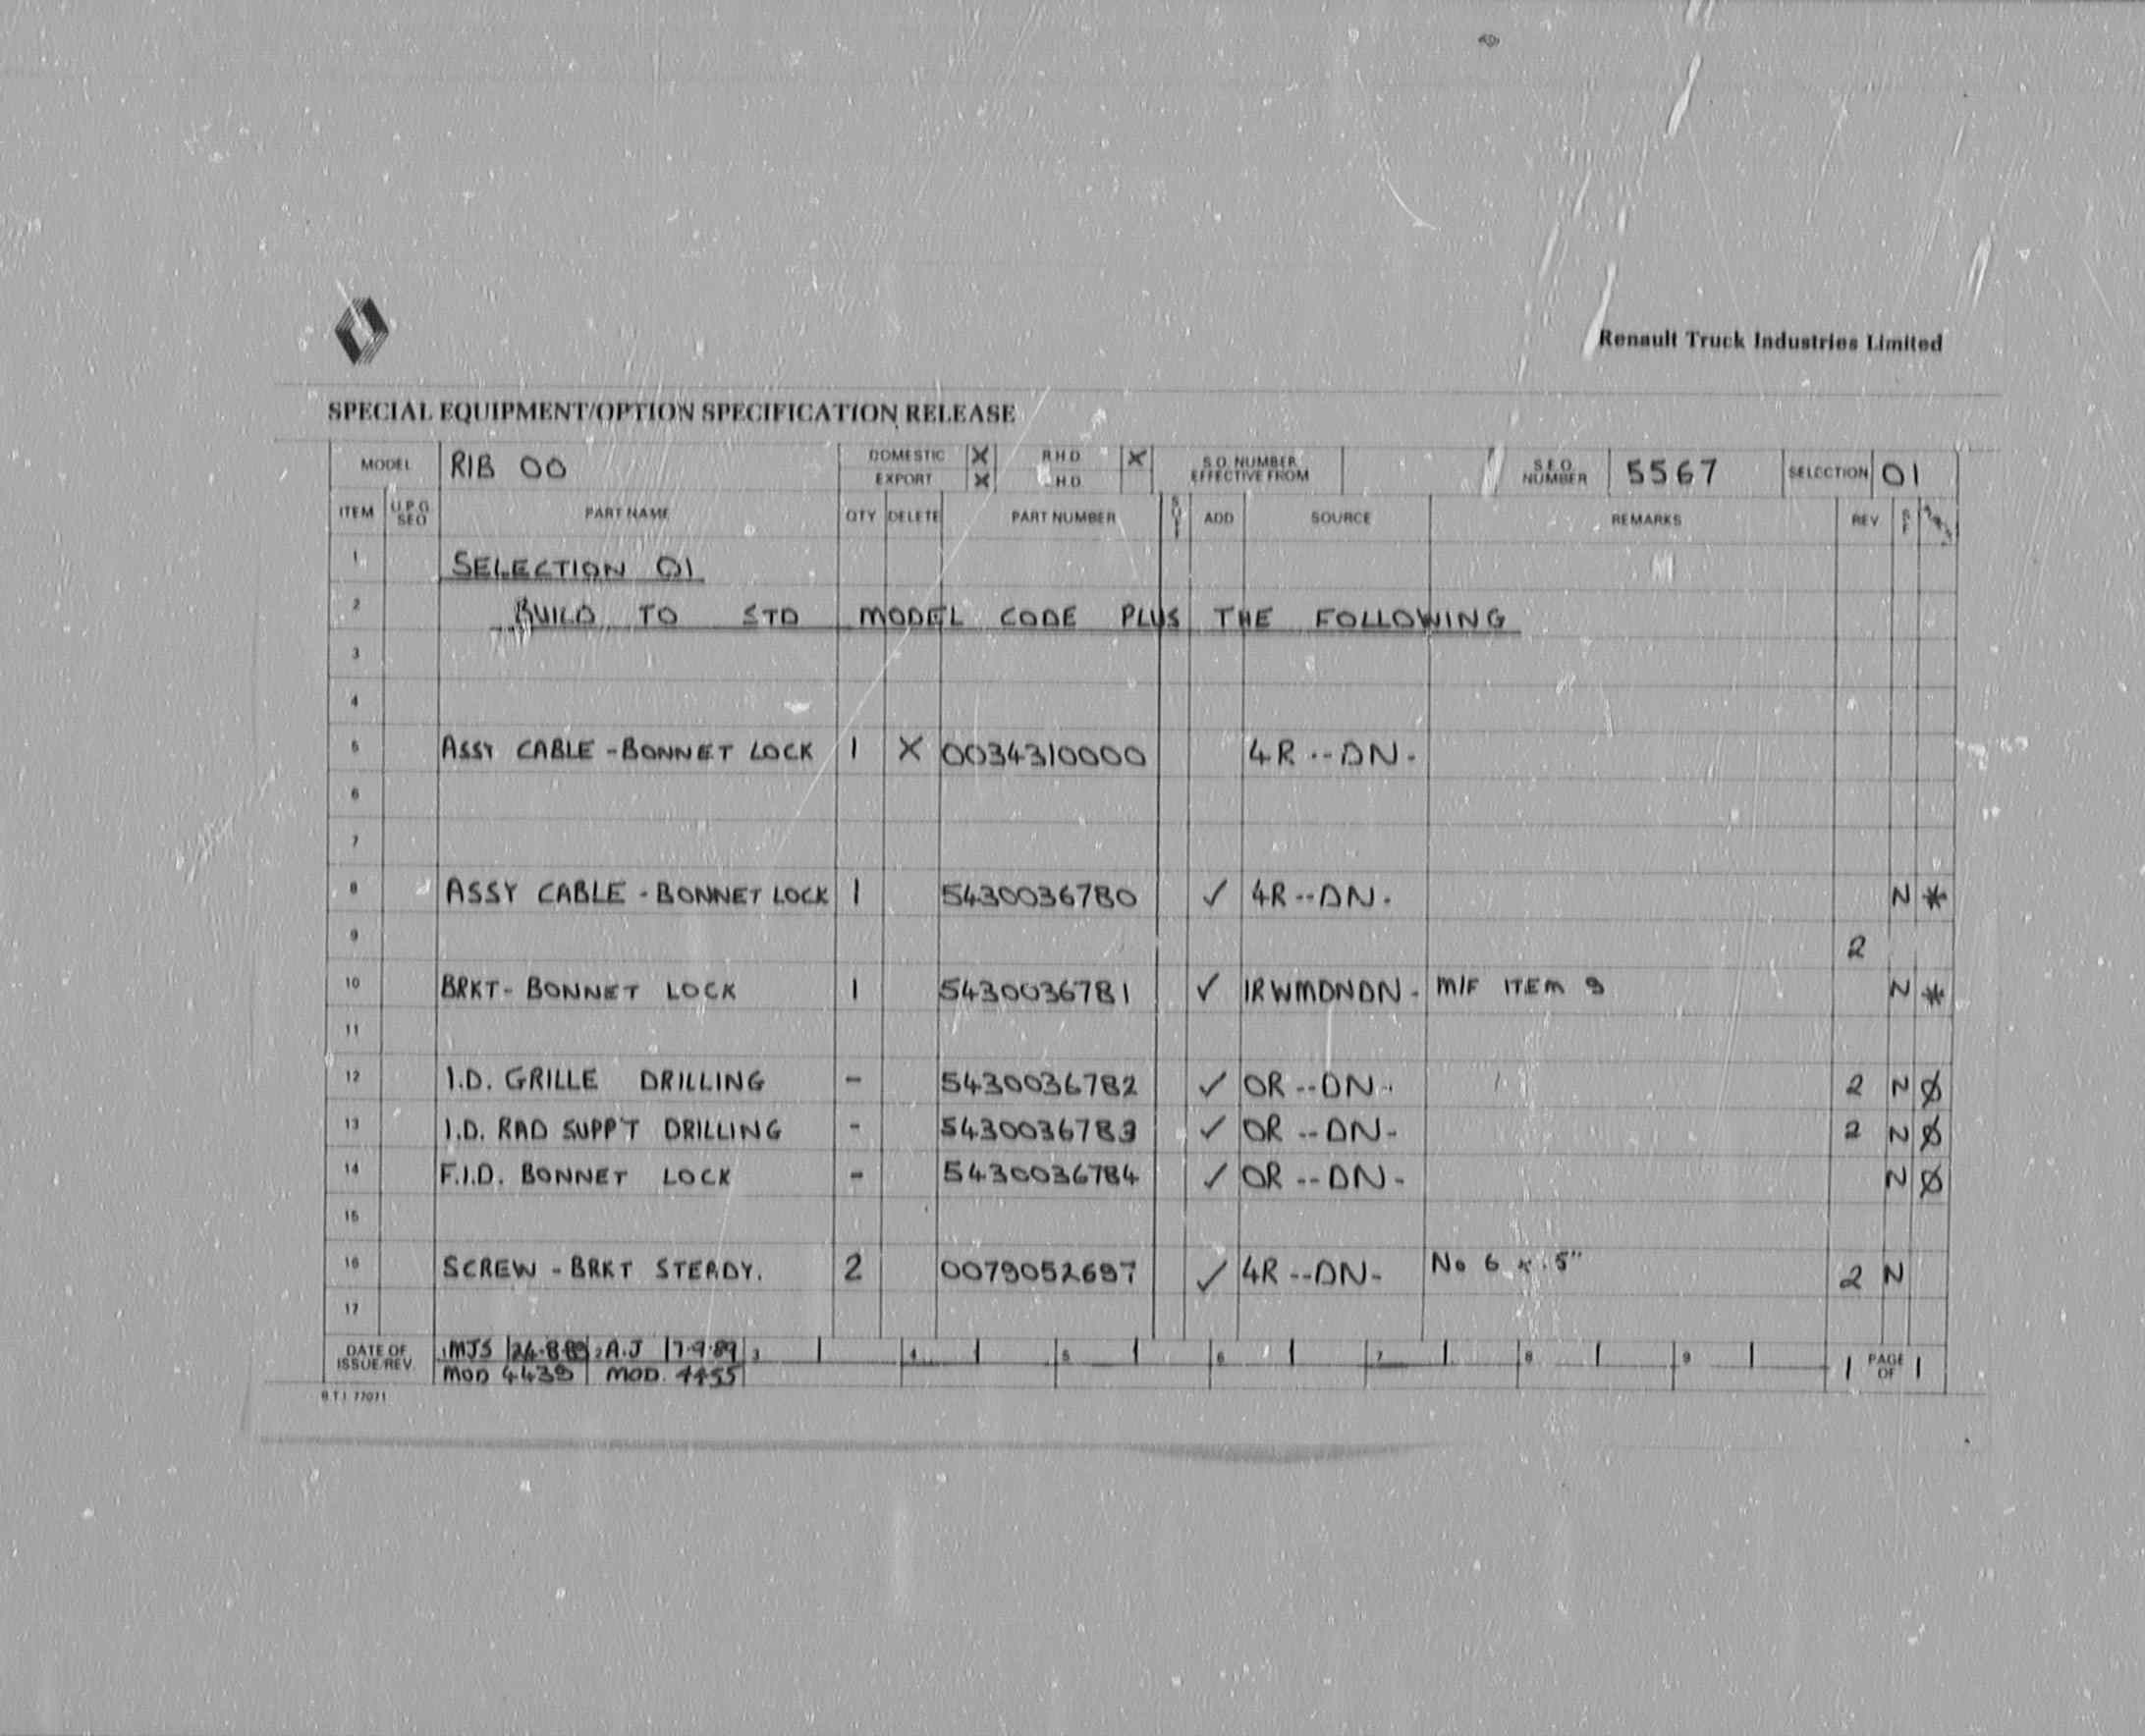 Renault Truck Industries Limited
SPECIAL EQUIPMENT/OPTION SPECIFICATION RELEASE
MODEL RIB 00 DOMESTIC X RHD X S.O. NUMBER S.E.O. 5567 SELECTION 01
EXPORT X HD EFFECTIVE FROM NUMBER
ITEM U.P.G SEO PART NAME QTY DELETE PART NUMBER ADD SOURCE REMARKS REV
1 SELECTION 01
2 BUILD TO STD MODEL CODE PLUS THE FOLLOWING
3
4
5 ASSY CABLE - BONNET LOCK 1 X 0034310000 4R--DN-
6
7
8 ASSY CABLE - BONNET LOCK 1 5430036780 ✓ 4R--DN- N *
9 2
10 BRKT - BONNET LOCK 1 5430036781 ✓ 1RWMDNDN- M/F ITEM 9 N *
11
12 I.D. GRILLE DRILLING - 5430036782 ✓ OR--DN- 2 N Ø
13 I.D. RAD SUPP'T DRILLING - 5430036783 ✓ OR--DN- 2 N Ø
14 F.I.D. BONNET LOCK - 5430036784 ✓ OR--DN- N Ø
15
16 SCREW - BRKT STEADY. 2 0079052697 ✓ 4R--DN- No 6 x .5" 2 N
17
DATE OF ISSUE/REV. 1 MJS 24-8-89 2 A.J 7-9-89 3 4 5 6 7 8 9 1 PAGE OF 1
MOD 4439 MOD. 4455
R.T.I. 77071